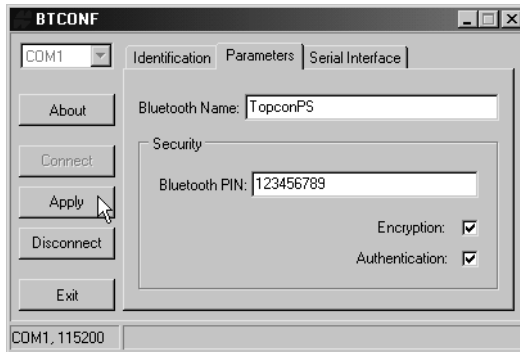 BTCONF
COM1
Identification Parameters Serial Interface
About
Bluetooth Name: TopconPS
Security
Connect
Bluetooth PIN: 123456789
Apply
Encryption:
Disconnect
Authentication:
Exit
COM1, 115200